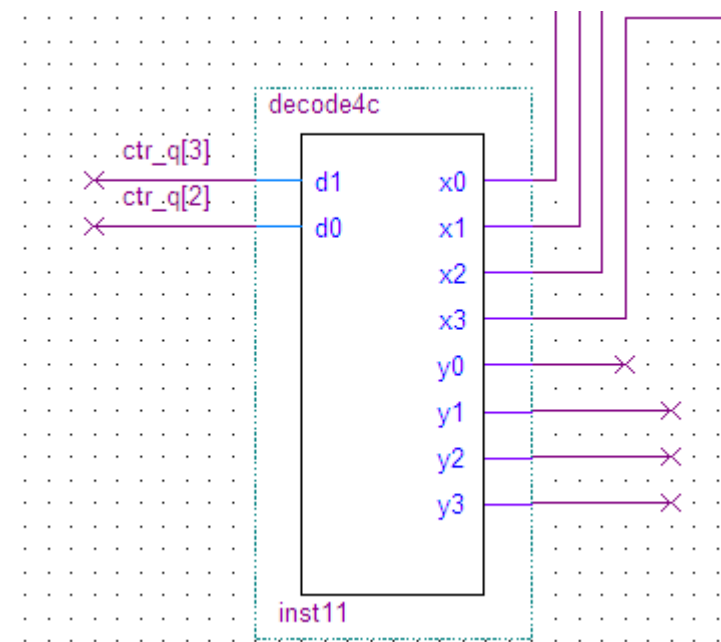 decode4c
ctr_q[3]
d1
x0
ctr_q[2]
d0
x1
x2
x3
y0
y1
y2
y3
inst11